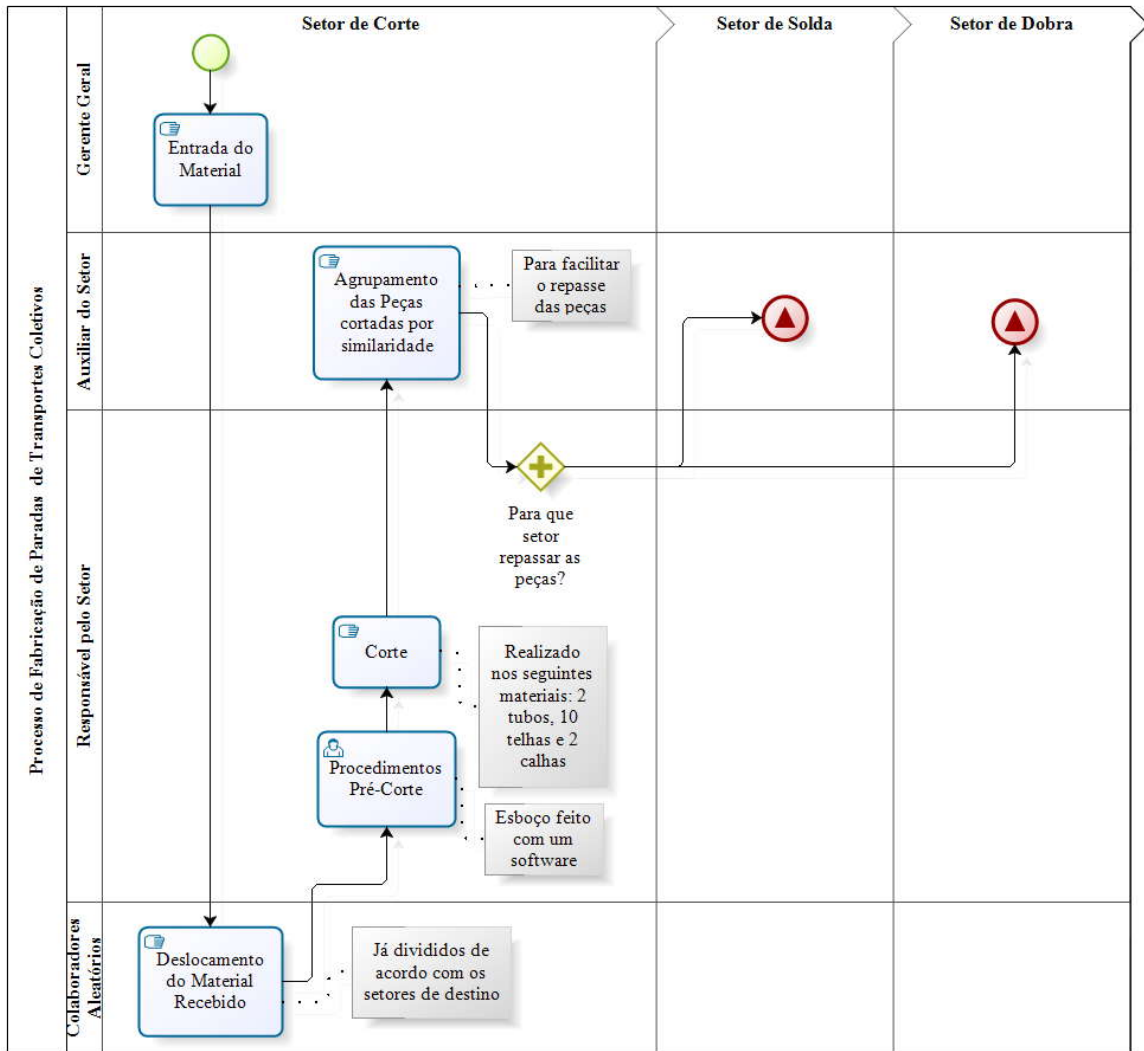 Setor de Corte
Setor de Solda
Setor de Dobra
Processo de Fabricação de Paradas de Transportes Coletivos
Gerente Geral
Entrada do
Material
Auxiliar do Setor
Agrupamento
das Peças
cortadas por
similaridade
Para facilitar
o repasse
das peças
Responsável pelo Setor
Para que
setor
repassar as
peças?
Corte
Realizado
nos seguintes
materiais: 2
tubos, 10
telhas e 2
calhas
Procedimentos
Pré-Corte
Esboço feito
com um
software
Colaboradores
Aleatórios
Deslocamento
do Material
Recebido
Já divididos de
acordo com os
setores de destino